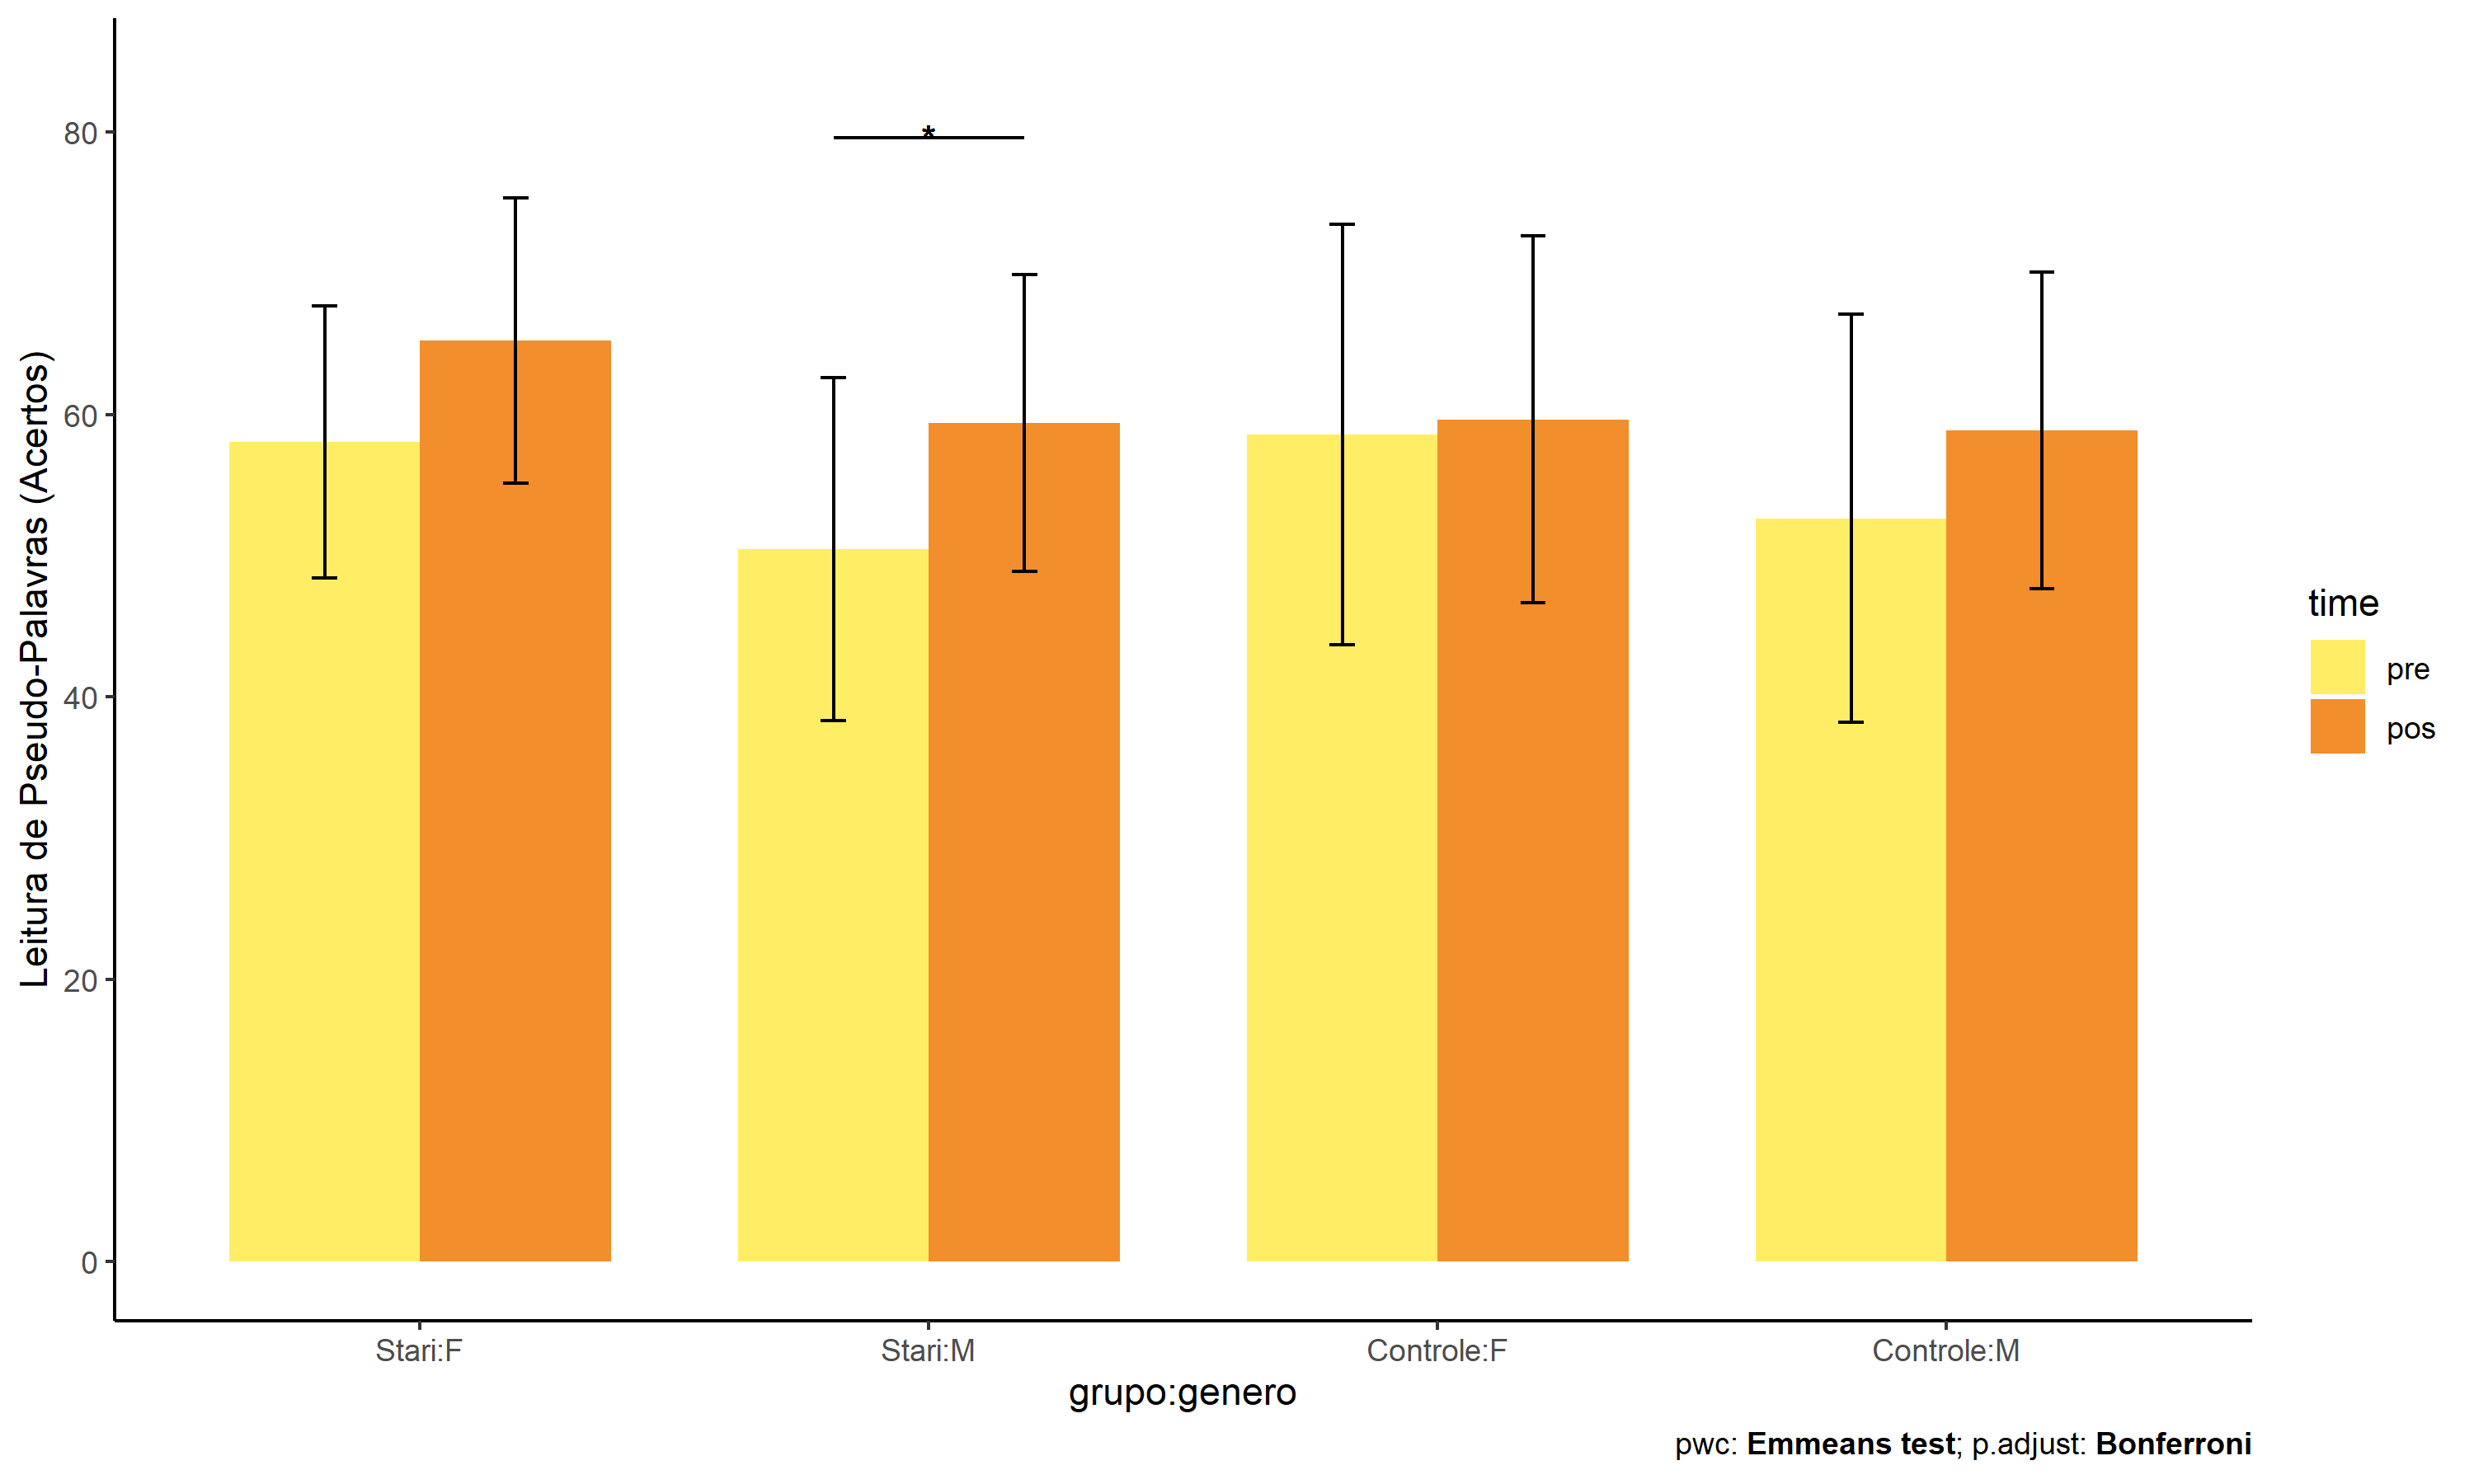 Leitura de Pseudo-Palavras (Acertos)
80
60
40
20
0
*
Stari:F
Stari:M
Controle:F
Controle:M
grupo:genero
time
pre
pos
pwc: Emmeans test; p.adjust: Bonferroni